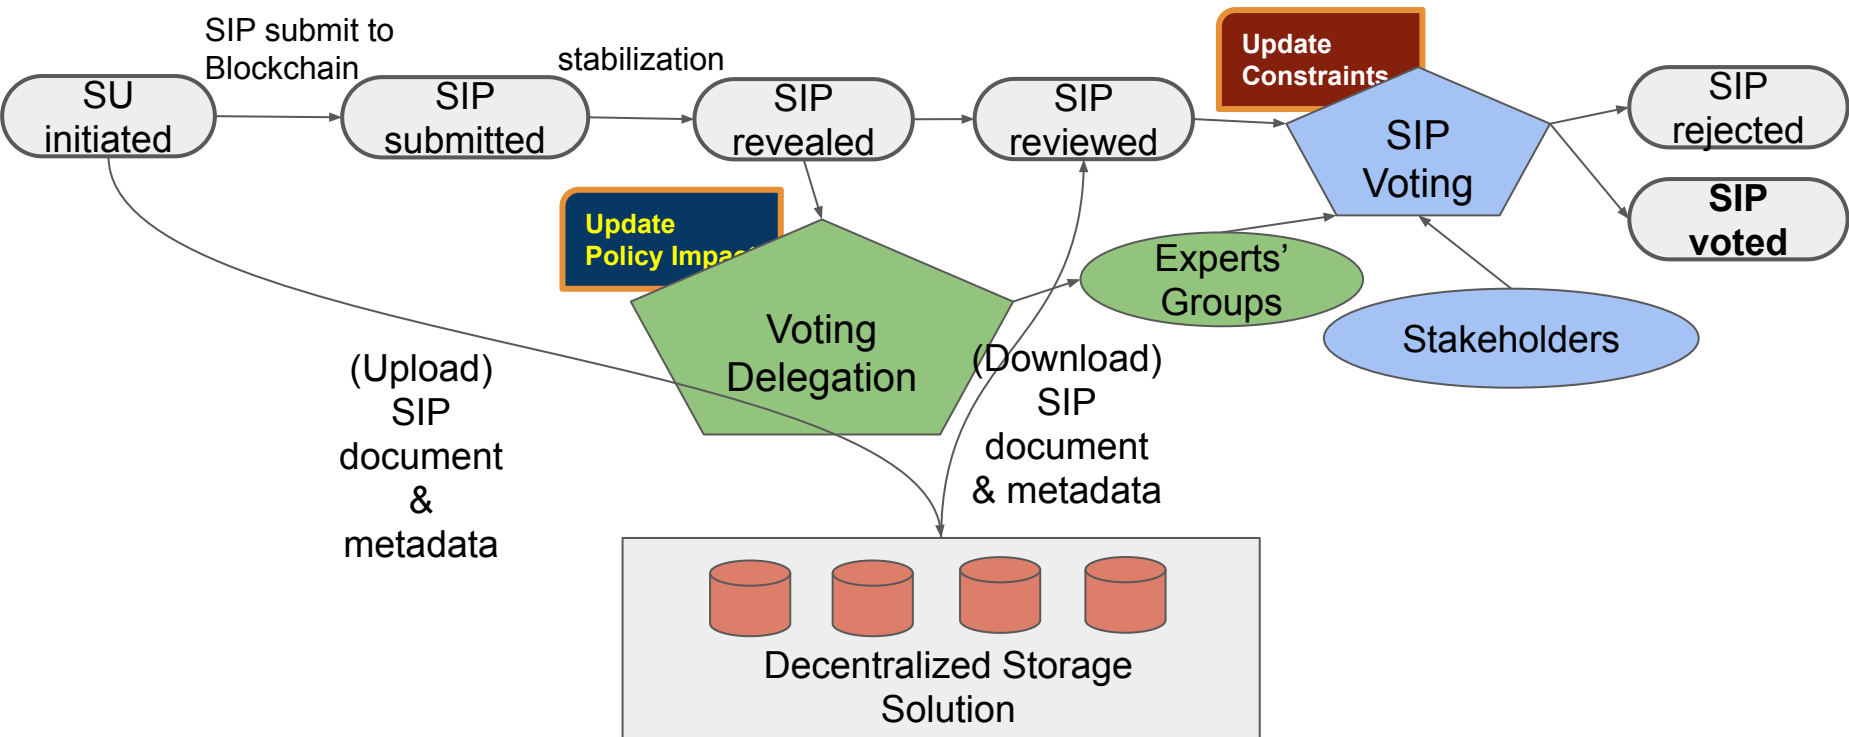 SIP submit to
Blockchain
stabilization
SU
initiated
SIP
submitted
SIP
revealed
SIP
reviewed
Update
Constraints
SIP
Voting
SIP
rejected
SIP
voted
Update
Policy Impac
Voting
Delegation
Experts’
Groups
Stakeholders
(Upload)
SIP
document
&
metadata
(Download)
SIP
document
& metadata
Decentralized Storage
Solution